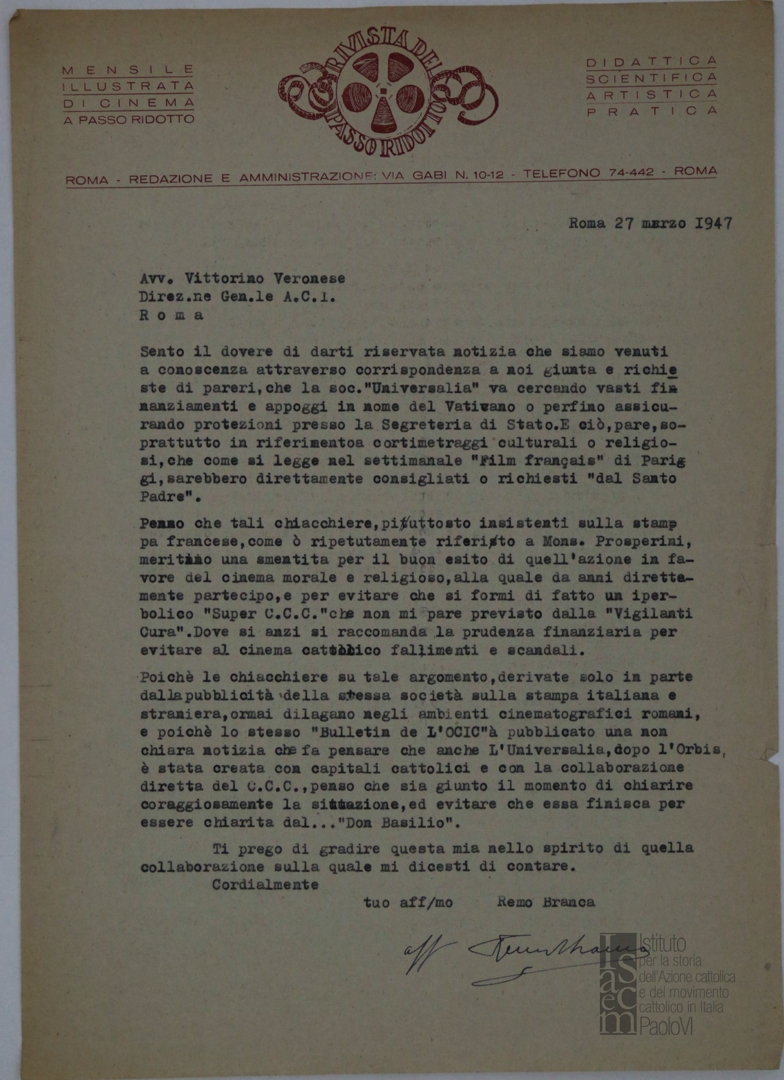 MENSILE
ILLUSTRATA
DI CINEMA
A PASSO RIDOTTO
RIVISTA DEL
PASSO RIDOTTO
DIDATTICA
SCIENTIFICA
ARTISTICA
PRATICA
ROMA - REDAZIONE E AMMINISTRAZIONE: VIA GABI N. 10-12 - TELEFONO 74-442 - ROMA
Roma 27 marzo 1947
Avv. Vittorino Veronese
Direz.ne Gen.le A.C.I.
R o m a
Sento il dovere di darti riservata notizia che siamo venuti
a conoscenza attraverso corrispondenza a noi giunta e richie
ste di pareri,che la soc."Universalia" va cercando vasti fin
nanziamenti e appoggi in nome del Vaticano o perfino assicu-
rando protezioni presso la Segreteria di Stato.E ciò,pare,so-
prattutto in riferimentoa cortimetraggi culturali o religio-
si,che come si legge nel settimanale "Film français" di Parig
gi,sarebbero direttamente consigliati o richiesti "dal Santo
Padre".
Penno che tali chiacchiere,piuttosto insistenti sulla stamp
pa francese,come ò ripetutamente riferito a Mons. Prosperini,
meritino una smentita per il buon esito di quell'azione in fa-
vore del cinema morale e religioso,alla quale da anni diretta-
mente partecipo,e per evitare che si formi di fatto un iper-
bolico "Super C.C.C."che non mi pare previsto dalla "Vigilanti
Cura".Dove si anzi si raccomanda la prudenza finanziaria per
evitare al cinema cattolico fallimenti e scandali.
Poichè le chiacchiere su tale argomento,derivate solo in parte
dallapubblicità della stessa società sulla stampa italiana e
straniera,ormai dilagano negli ambienti cinematografici romani,
e poichè lo stesso "Bulletin de L'OCIC"à pubblicato una non
chiara notizia che fa pensare che anche L'Universalia,dopo l'Orbis,
è stata creata con capitali cattolici e con la collaborazione
diretta del C.C.C.,penso che sia giunto il momento di chiarire
coraggiosamente la situazione,ed evitare che essa finisca per
essere chiarita dal..."Don Basilio".
Ti prego di gradire questa mia nello spirito di quella
collaborazione sulla quale mi dicesti di contare.
Cordialmente
tuo aff/mo Remo Branca
aff Remo Branca
Isacem
Istituto
per la storia
dell'Azione cattolica
e del movimento
cattolico in Italia
PaoloVI